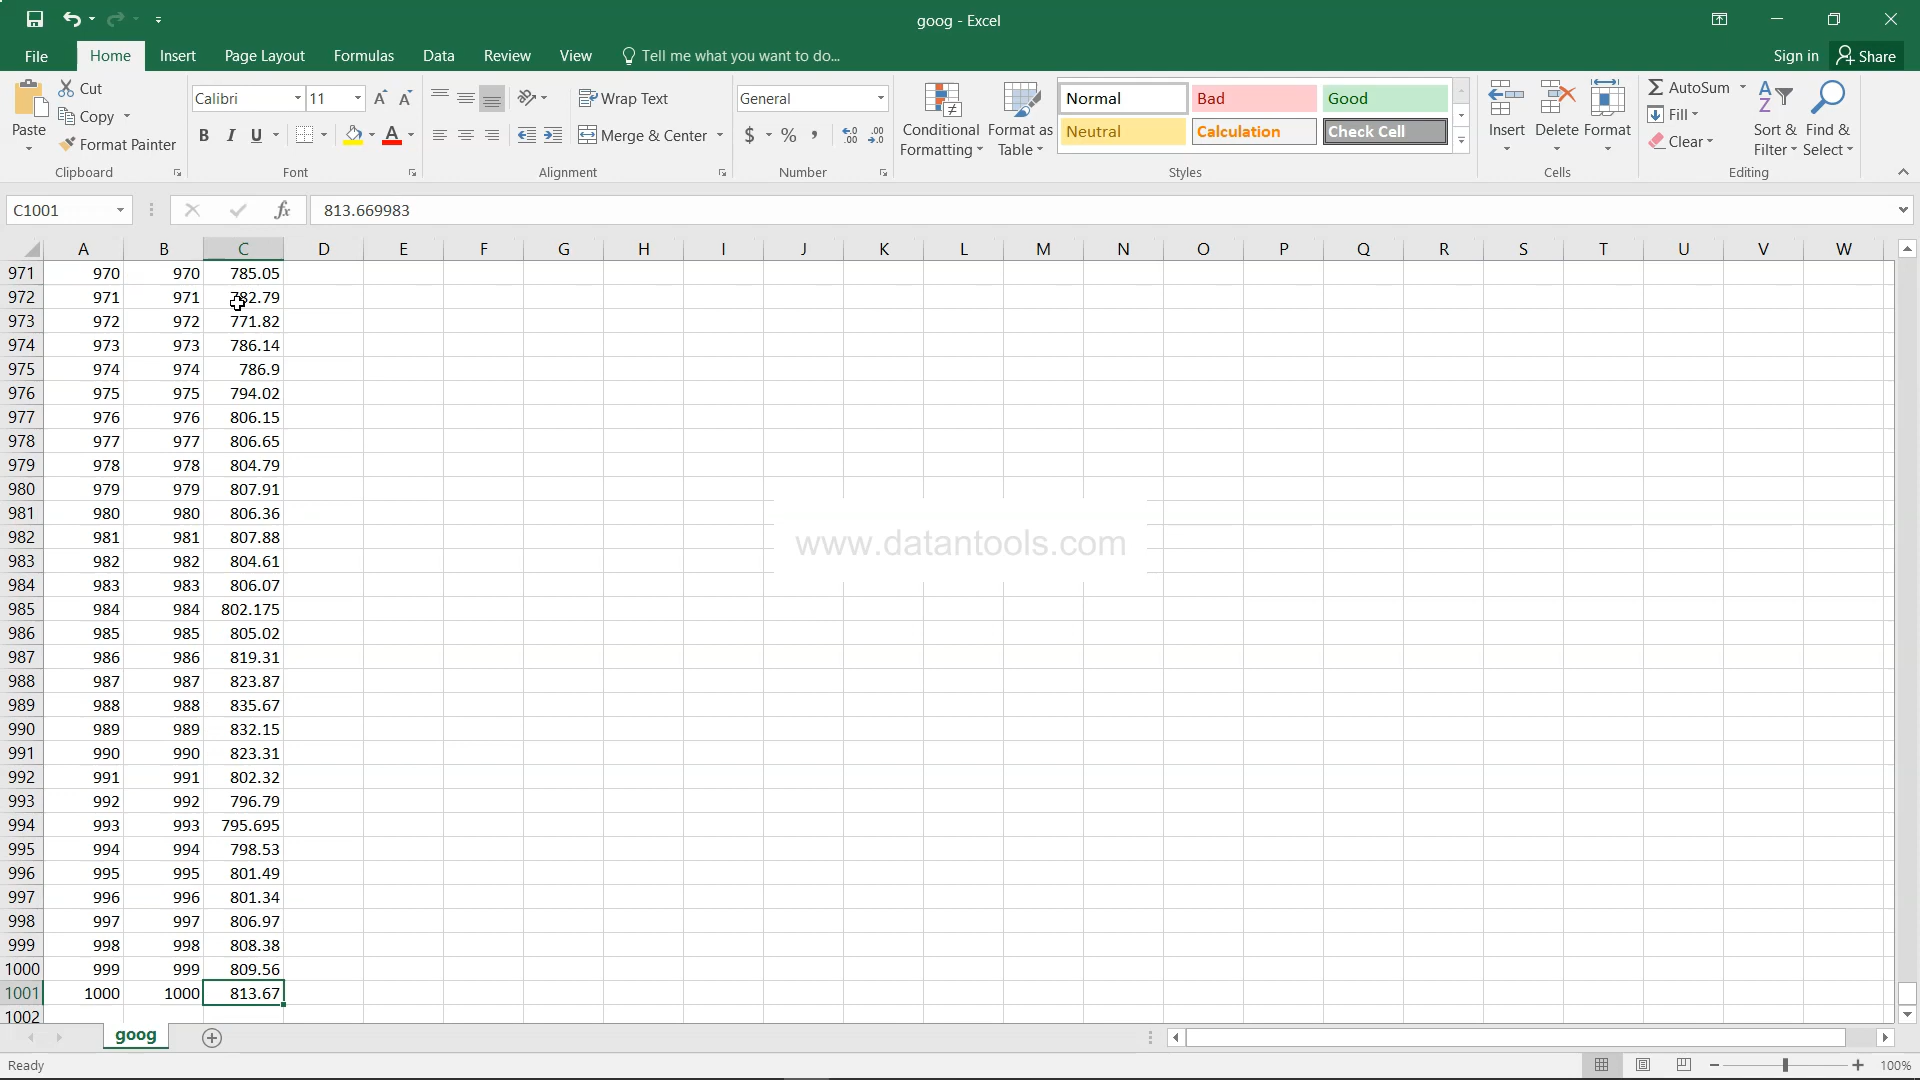 goog - Excel
File Home Insert Page Layout Formulas Data Review View Tell me what you want to do... Sign in Share
Paste Cut Copy Format Painter Clipboard
Calibri 11 B I U A Font
Wrap Text Merge & Center Alignment
General $ % , Number
Conditional Formatting Format as Table
Normal Bad Good
Neutral Calculation Check Cell
Styles
Insert Delete Format Cells
AutoSum Fill Clear Sort & Filter Find & Select Editing
C1001 fx 813.669983
A B C D E F G H I J K L M N O P Q R S T U V W
971 970 970 785.05
972 971 971 782.79
973 972 972 771.82
974 973 973 786.14
975 974 974 786.9
976 975 975 794.02
977 976 976 806.15
978 977 977 806.65
979 978 978 804.79
980 979 979 807.91
981 980 980 806.36
982 981 981 807.88
983 982 982 804.61
984 983 983 806.07
985 984 984 802.175
986 985 985 805.02
987 986 986 819.31
988 987 987 823.87
989 988 988 835.67
990 989 989 832.15
991 990 990 823.31
992 991 991 802.32
993 992 992 796.79
994 993 993 795.695
995 994 994 798.53
996 995 995 801.49
997 996 996 801.34
998 997 997 806.97
999 998 998 808.38
1000 999 999 809.56
1001 1000 1000 813.67
1002
www.datantools.com
goog
Ready 100%